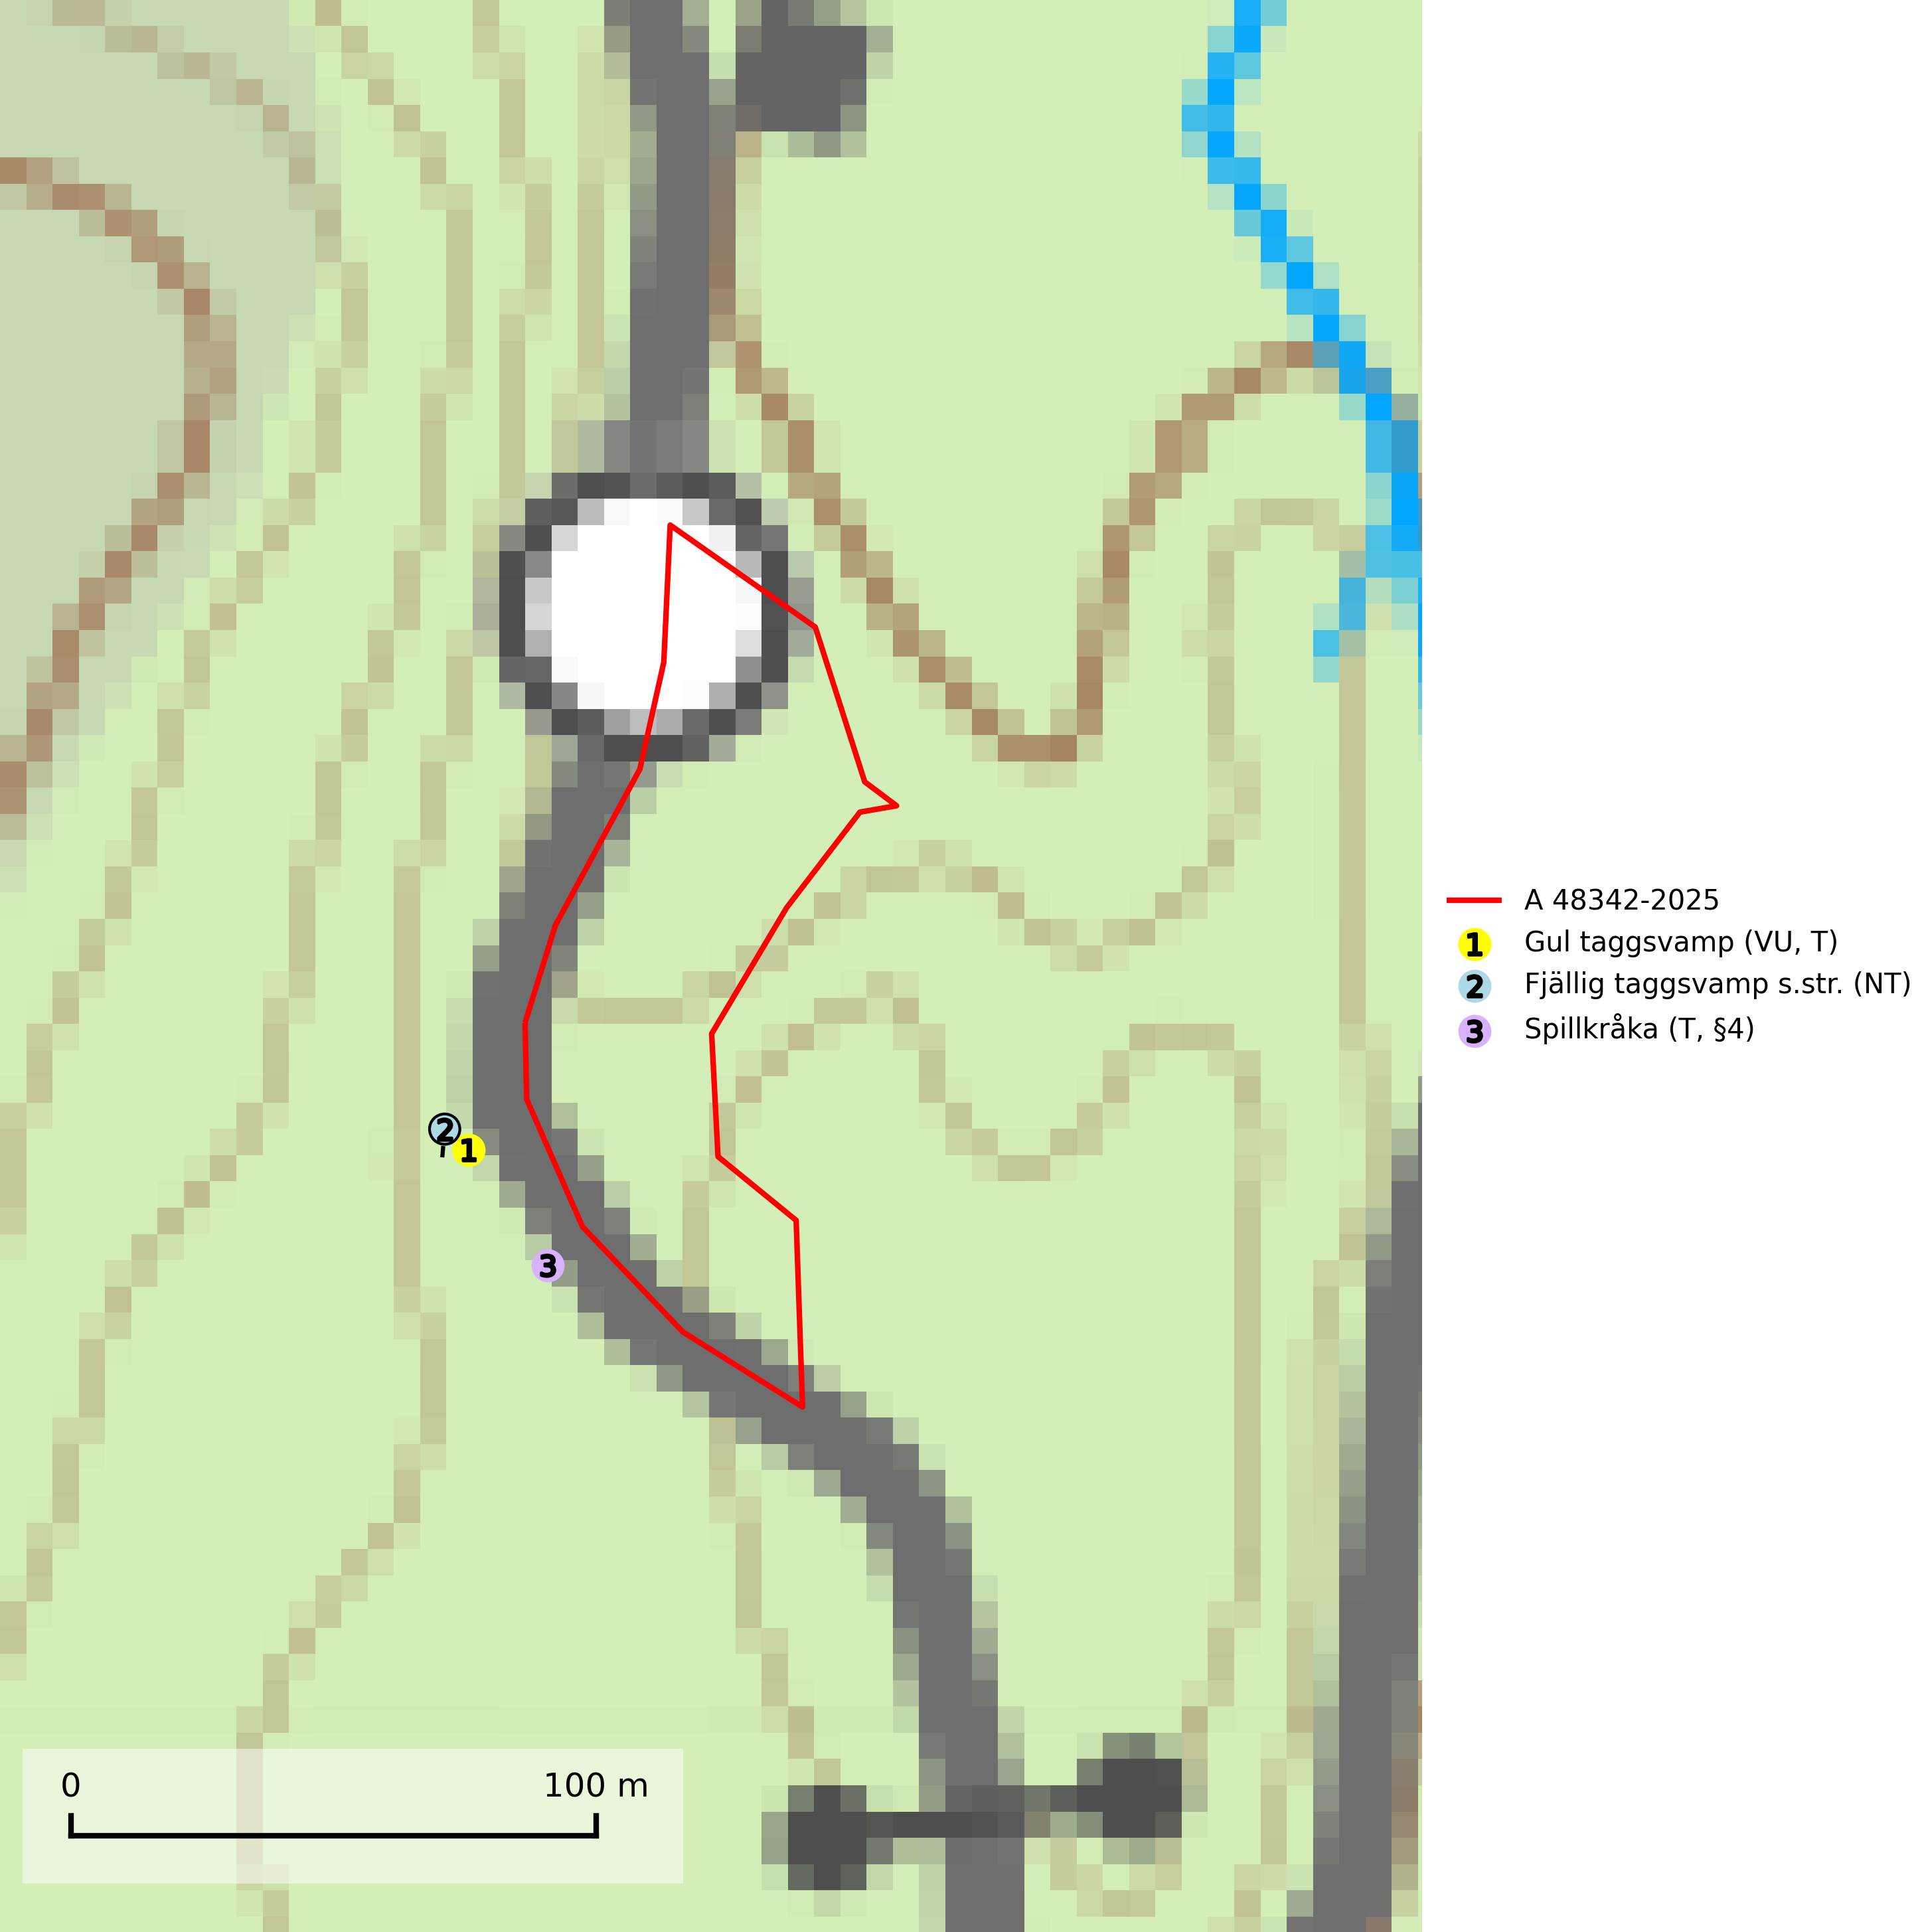 A 48342-2025
1 Gul taggsvamp (VU, T)
2 Fjällig taggsvamp s.str. (NT)
3 Spillkråka (T, §4)
2
1
3
0 100 m